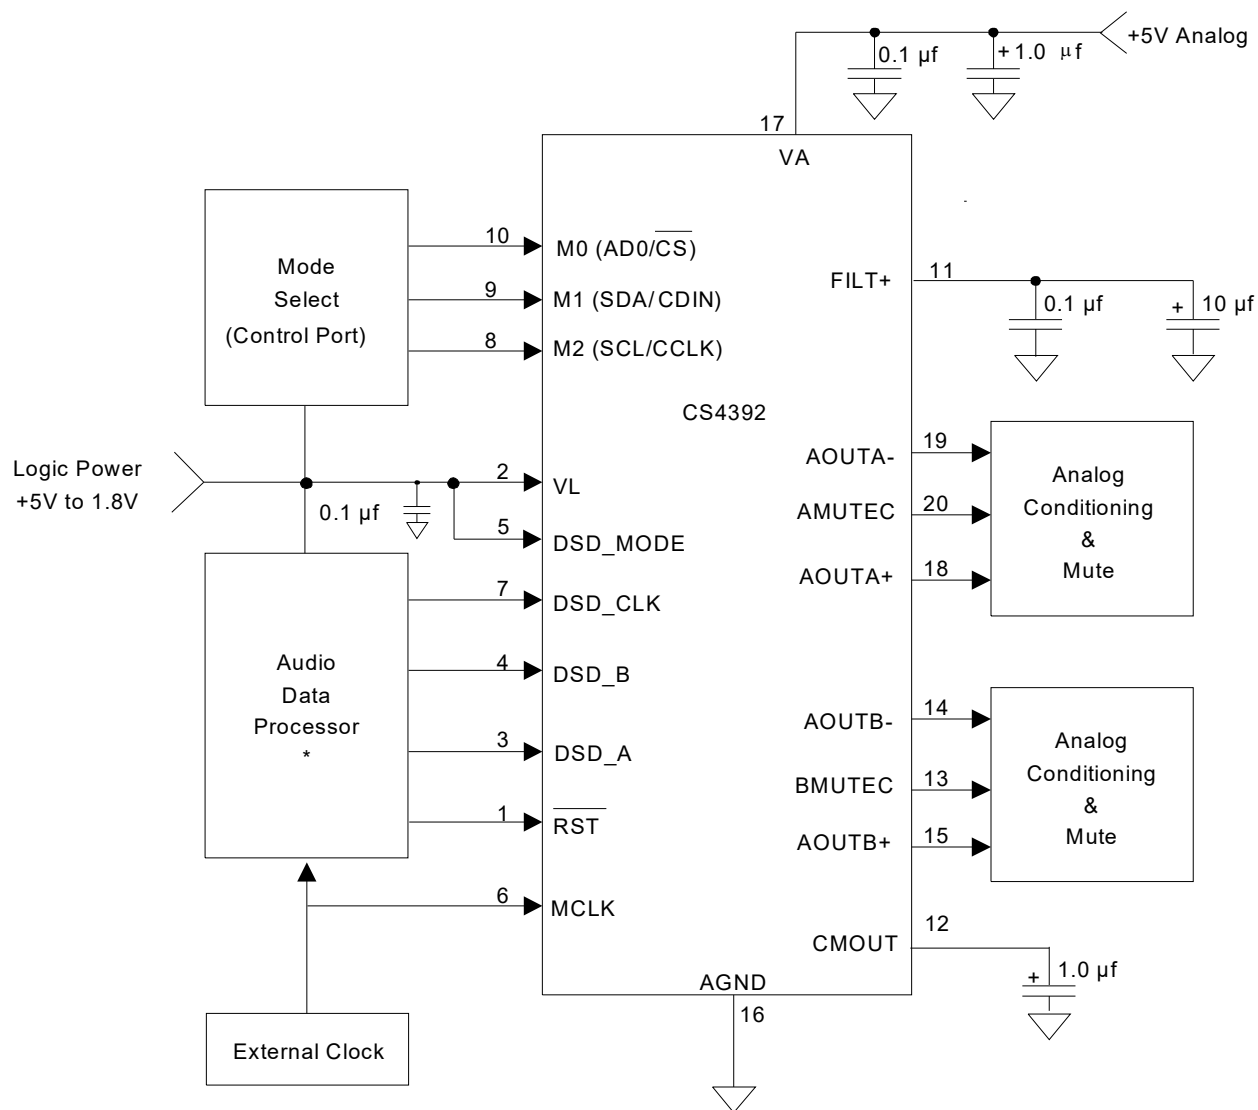 +5V Analog
0.1 µf
+ 1.0 µf
17
VA
Mode
Select
(Control Port)
10
M0 (AD0/CS)
9
M1 (SDA/CDIN)
8
M2 (SCL/CCLK)
FILT+
11
0.1 µf
+ 10 µf
CS4392
Logic Power
+5V to 1.8V
0.1 µf
2
VL
5
DSD_MODE
7
DSD_CLK
4
DSD_B
3
DSD_A
1
RST
6
MCLK
Audio
Data
Processor
*
External Clock
AOUTA-
19
AMUTEC
20
AOUTA+
18
Analog
Conditioning
&
Mute
AOUTB-
14
BMUTEC
13
AOUTB+
15
Analog
Conditioning
&
Mute
CMOUT
12
+ 1.0 µf
AGND
16